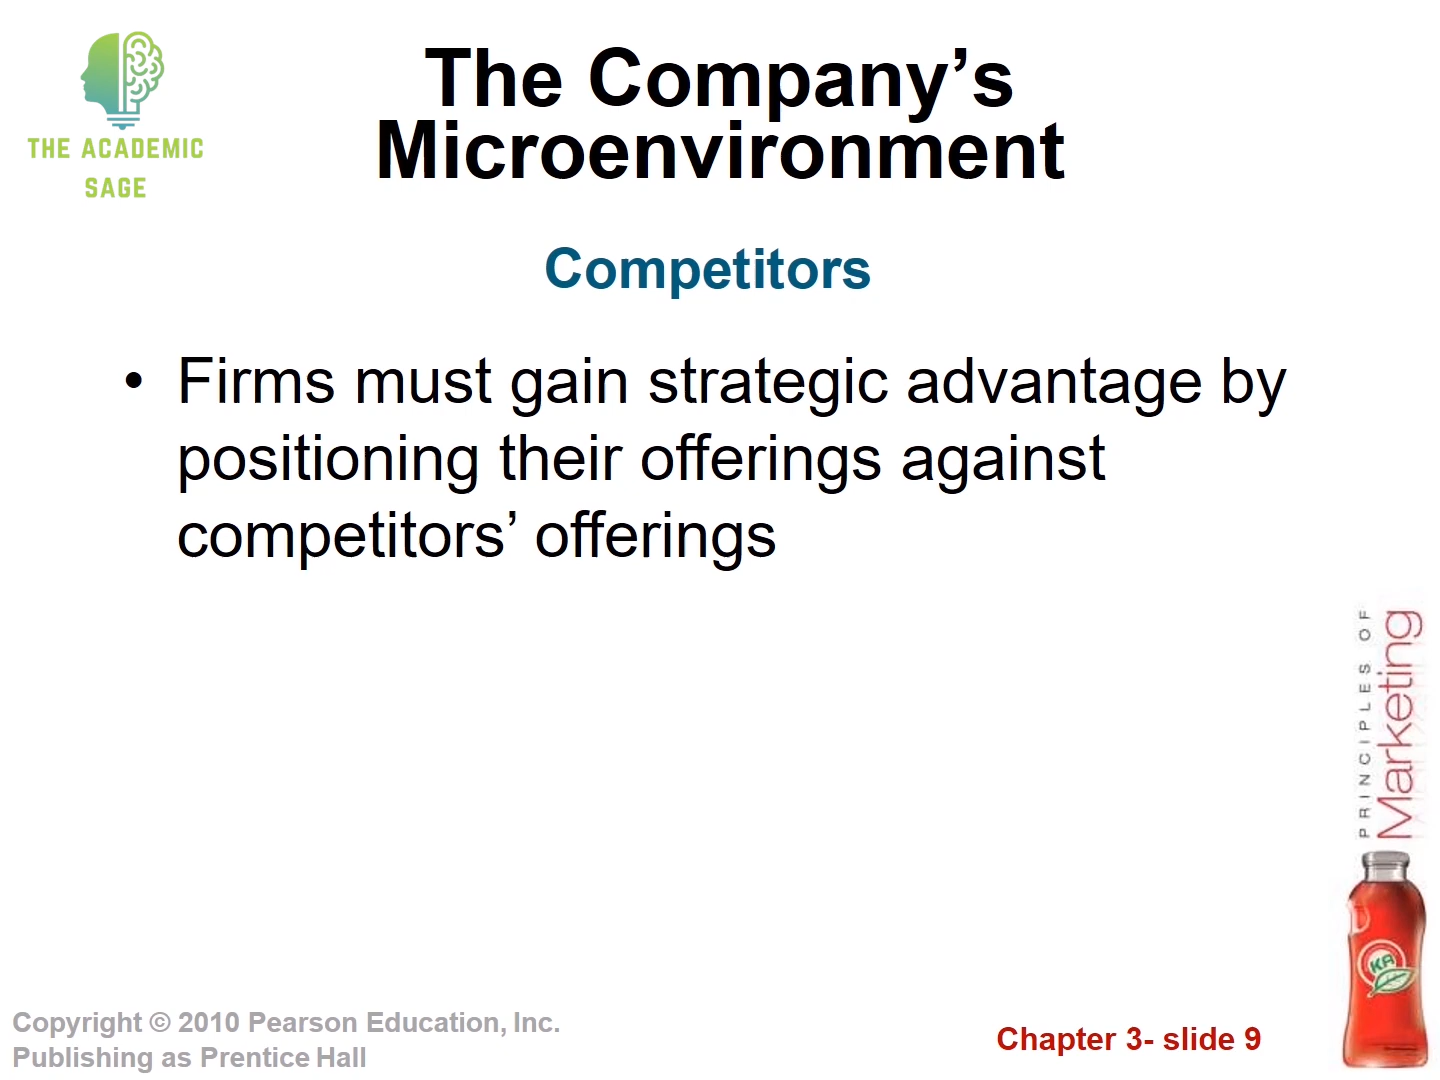 THE ACADEMIC
SAGE
The Company’s
Microenvironment
Competitors
• Firms must gain strategic advantage by
positioning their offerings against
competitors’ offerings
PRINCIPLES OF
Marketing
KR
Copyright © 2010 Pearson Education, Inc.
Publishing as Prentice Hall
Chapter 3- slide 9